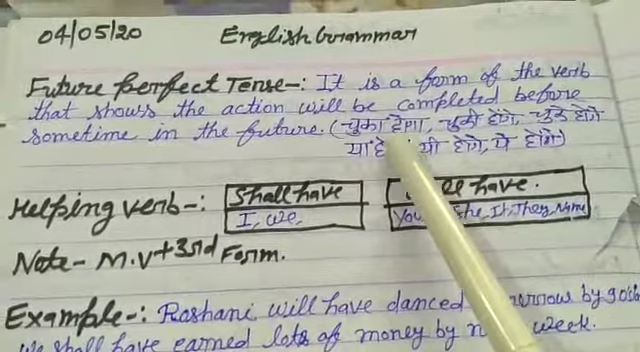 04/05/20 English Grammar
Future perfect Tense-: It is a form of the verb
that shows the action will be completed before
sometime in the future. (चुका होगा, चुकी होंगी, चुके होंगे
होंगे, ये होंगे)
Helping verb-: Shall have have.
I, we, You She, It, They, Name
Note- M.V+3rd Form.
Example-: Roshani will have danced by
we shall have earned lots of money by week.